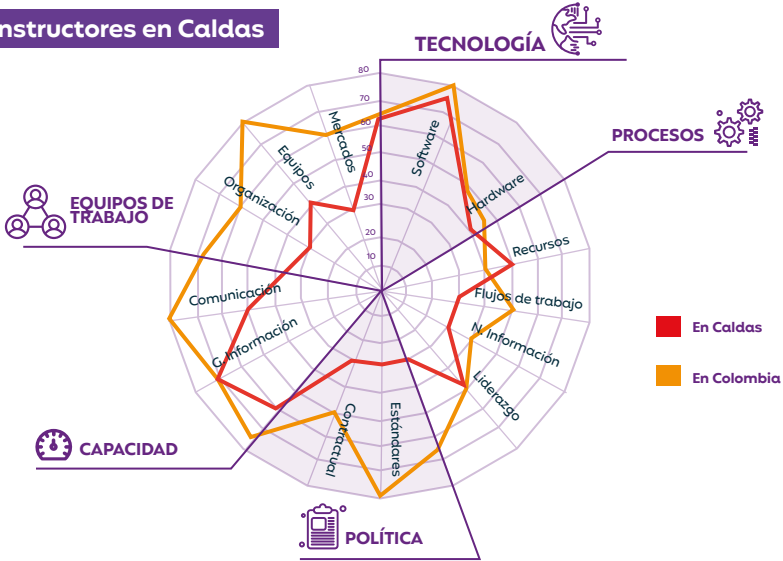 nstructores en Caldas
TECNOLOGÍA
PROCESOS
EQUIPOS DE
TRABAJO
CAPACIDAD
POLÍTICA
80
70
60
50
40
30
20
10
Mercados
Software
Equipos
Hardware
Organización
Recursos
Comunicación
Flujos de trabajo
G. Información
N. Información
Liderazgo
Contractual
Estándares
En Caldas
En Colombia